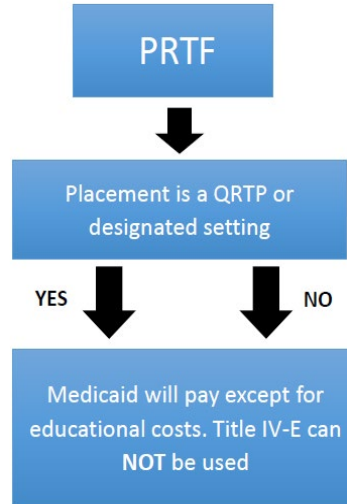 PRTF
Placement is a QRTP or
designated setting
YES
NO
Medicaid will pay except for
educational costs. Title IV-E can
NOT be used